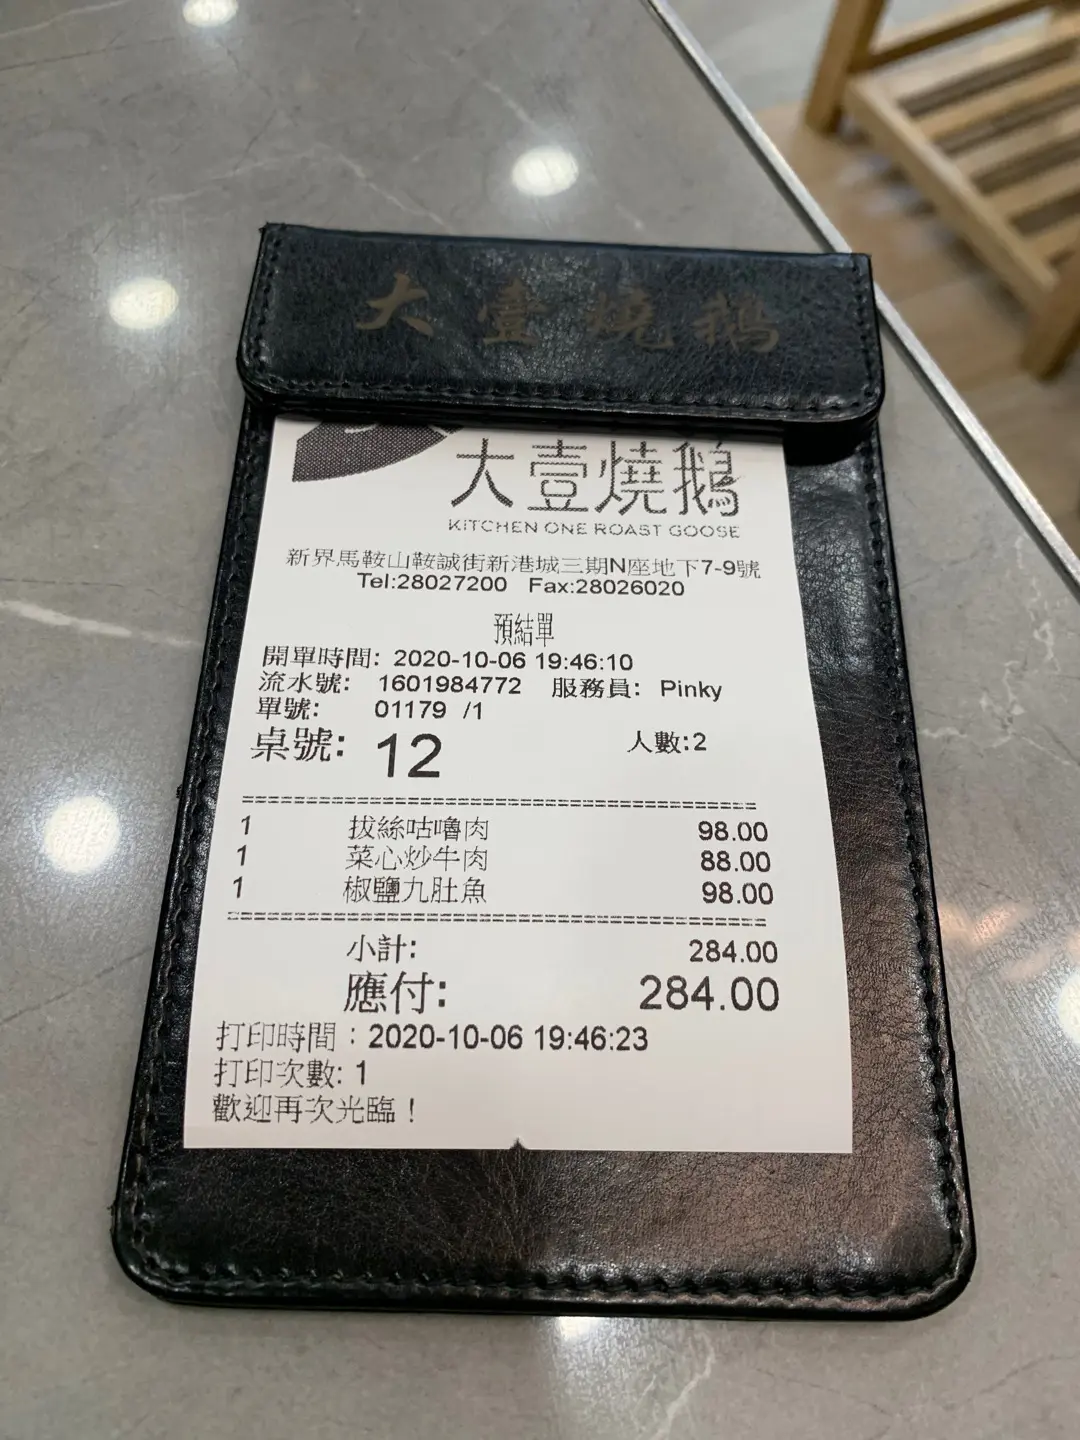 大壹燒鵝
大壹燒鵝
KITCHEN ONE ROAST GOOSE
新界馬鞍山鞍誠街新港城三期N座地下7-9號
Tel:28027200 Fax:28026020
預結單
開單時間: 2020-10-06 19:46:10
流水號: 1601984772 服務員: Pinky
單號: 01179 /1
桌號: 12 人數:2
1 拔絲咕嚕肉 98.00
1 菜心炒牛肉 88.00
1 椒鹽九肚魚 98.00
小計: 284.00
應付: 284.00
打印時間：2020-10-06 19:46:23
打印次數: 1
歡迎再次光臨！